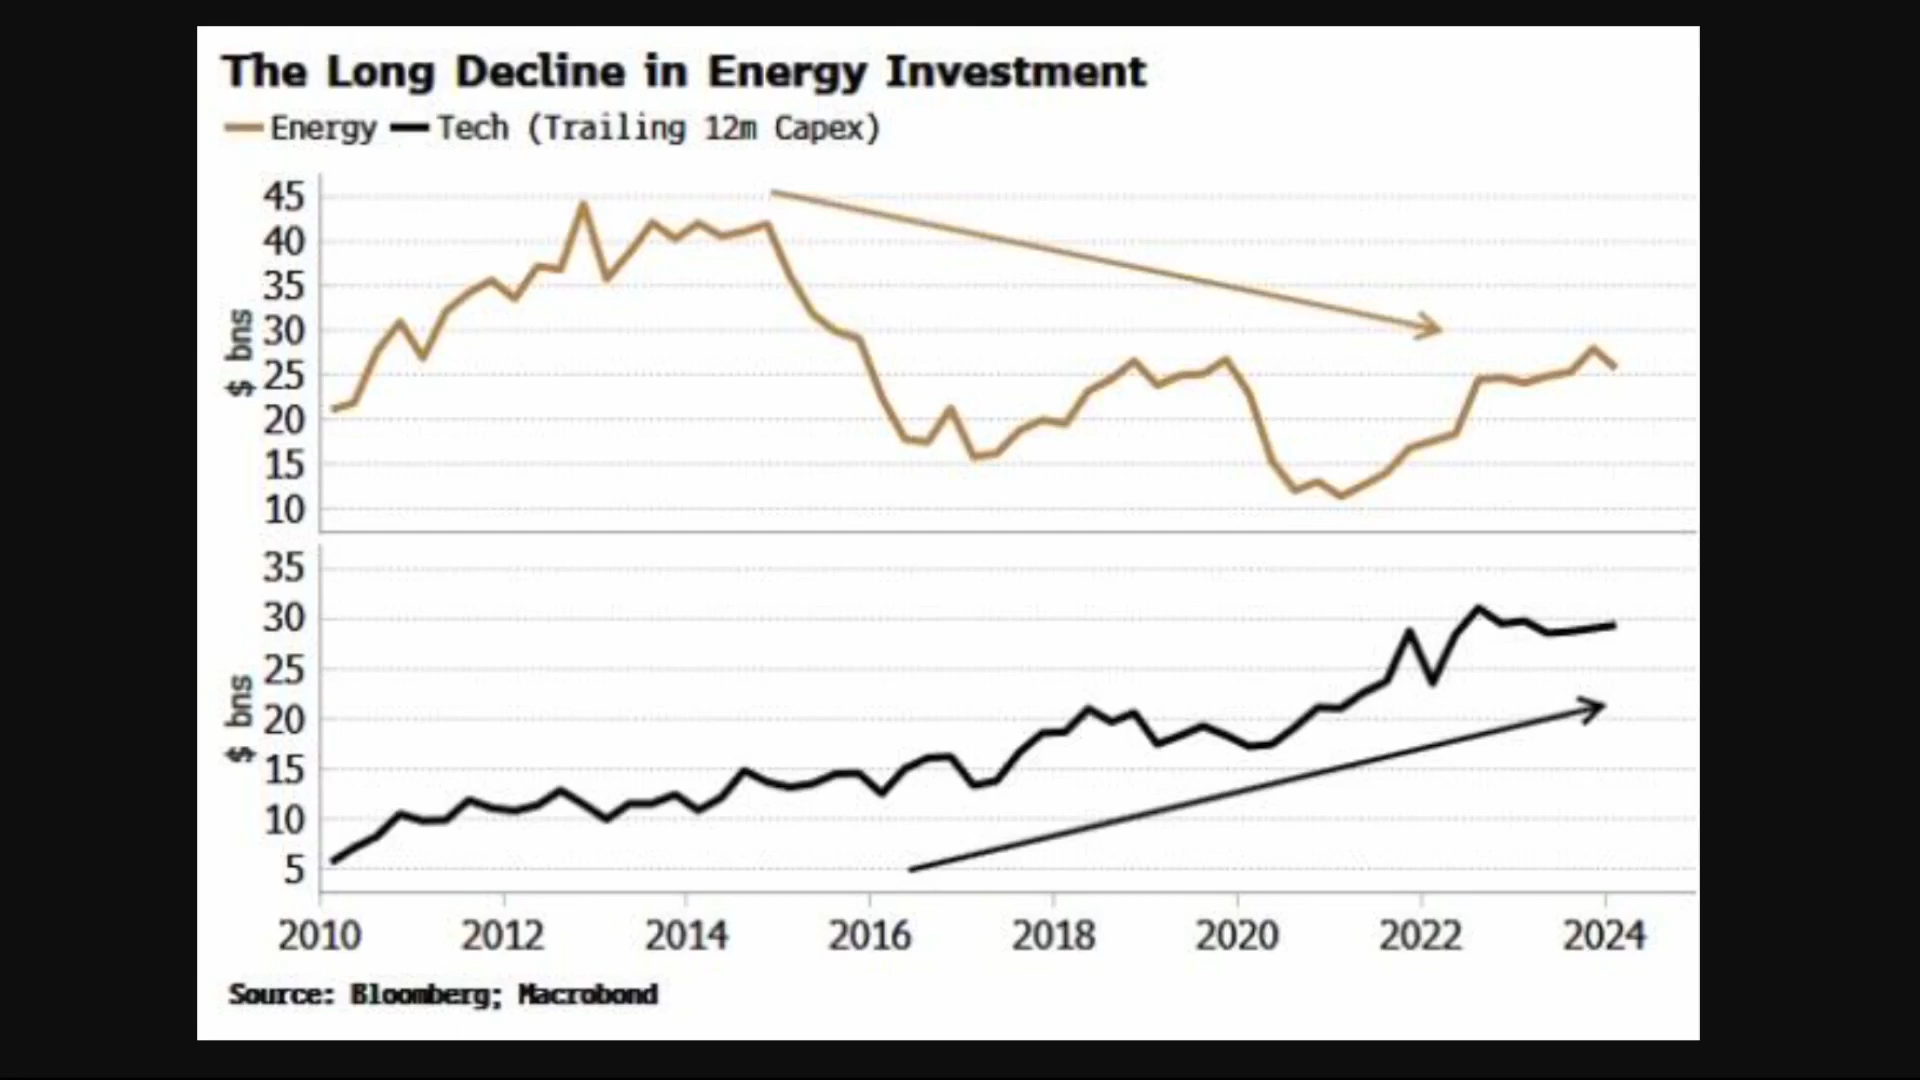 The Long Decline in Energy Investment
Energy Tech (Trailing 12m Capex)
45
40
35
30
25
20
15
10
$ bns
35
30
25
20
15
10
5
$ bns
2010 2012 2014 2016 2018 2020 2022 2024
Source: Bloomberg; Macrobond